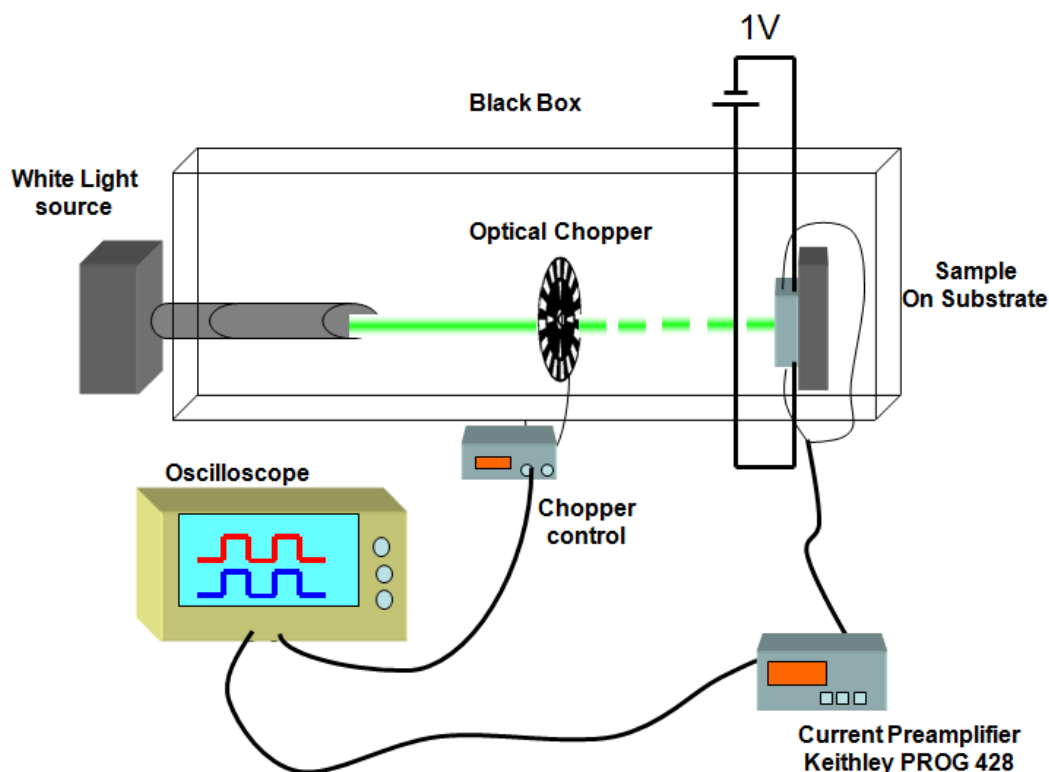 1V
Black Box
White Light
source
Optical Chopper
Sample
On Substrate
Oscilloscope
Chopper
control
Current Preamplifier
Keithley PROG 428